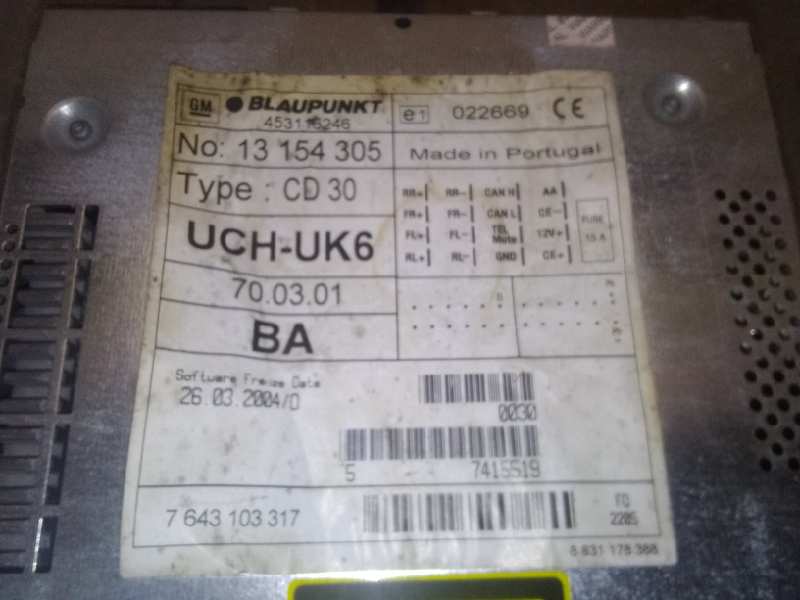 GM BLAUPUNKT
453116246
e1 022669 CE
No: 13 154 305
Made in Portugal
Type : CD 30
RR+ RR- CAN H AA
FR+ FR- CAN L CE-
FL+ FL- TEL Mute 12V+
RL+ RL- GND CE+
FUSE
10 A
UCH-UK6
70.03.01
BA
Software Freize Date
26.03.2004/0
0030
5 7415519
7 643 103 317
FQ
2205
8 631 178 388